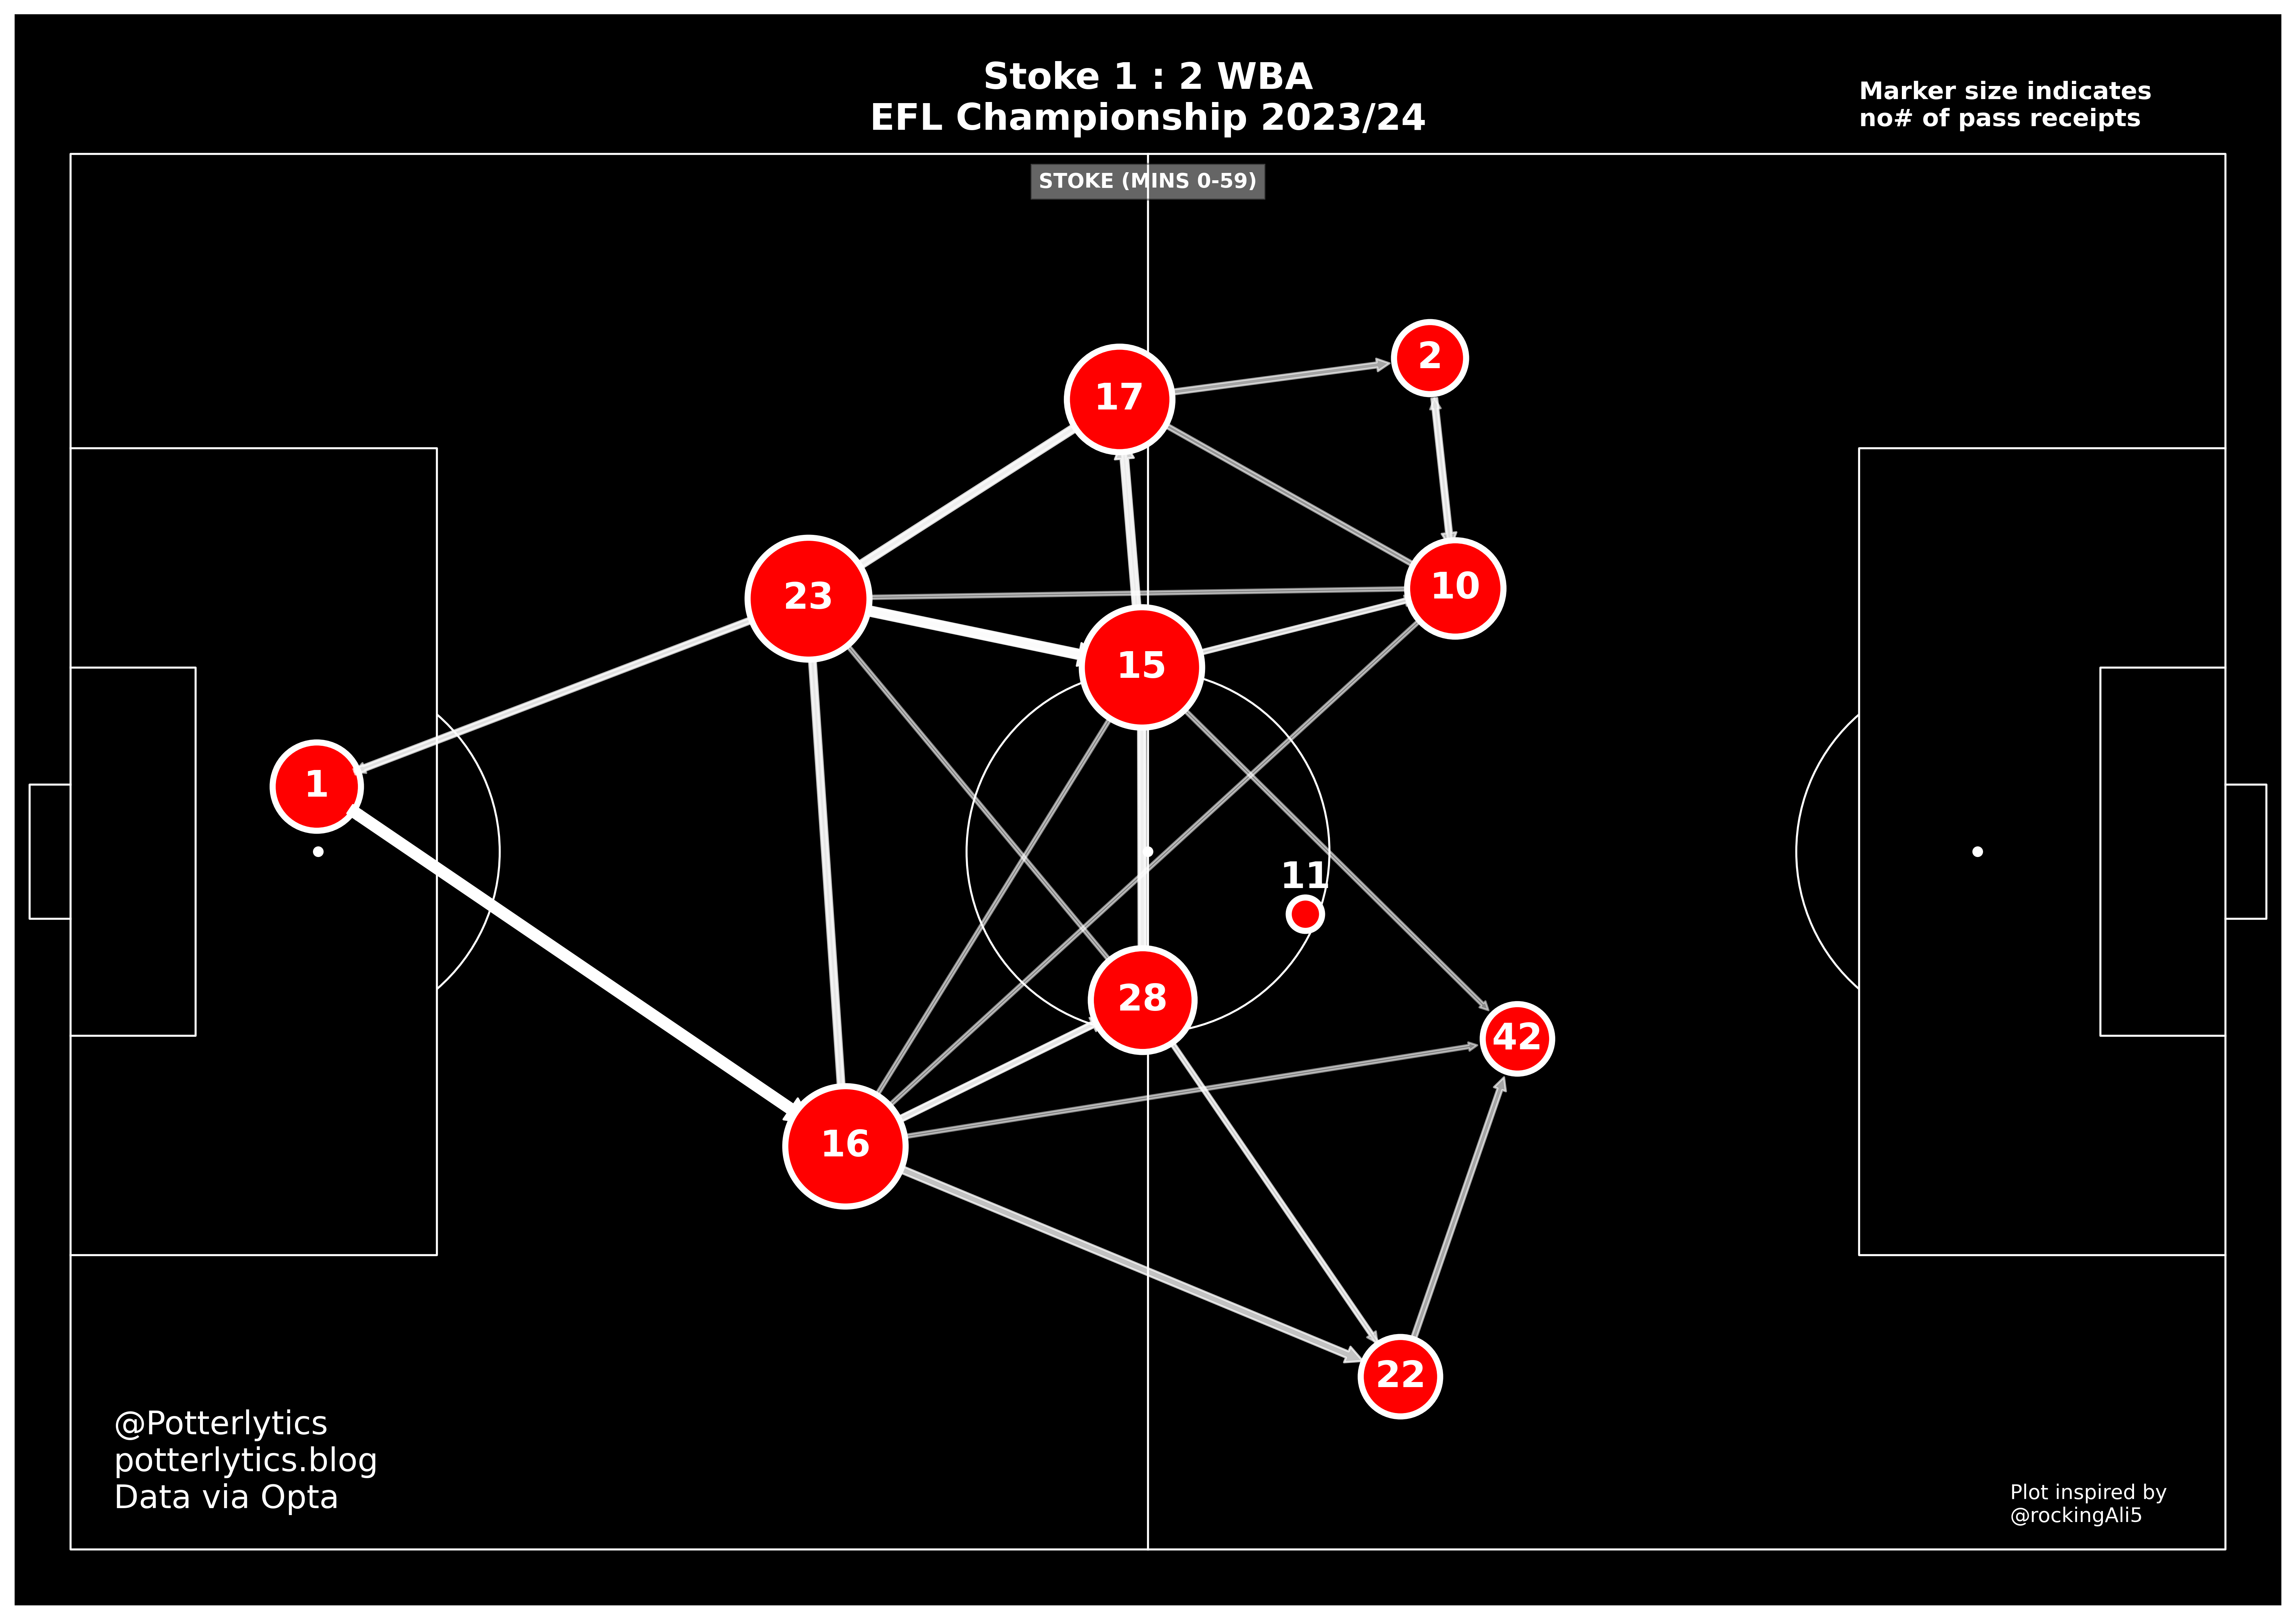 Stoke 1 : 2 WBA
EFL Championship 2023/24
Marker size indicates
no# of pass receipts
STOKE (MINS 0-59)
2
17
10
23
15
1
11
28
42
16
22
@Potterlytics
potterlytics.blog
Data via Opta
Plot inspired by
@rockingAli5